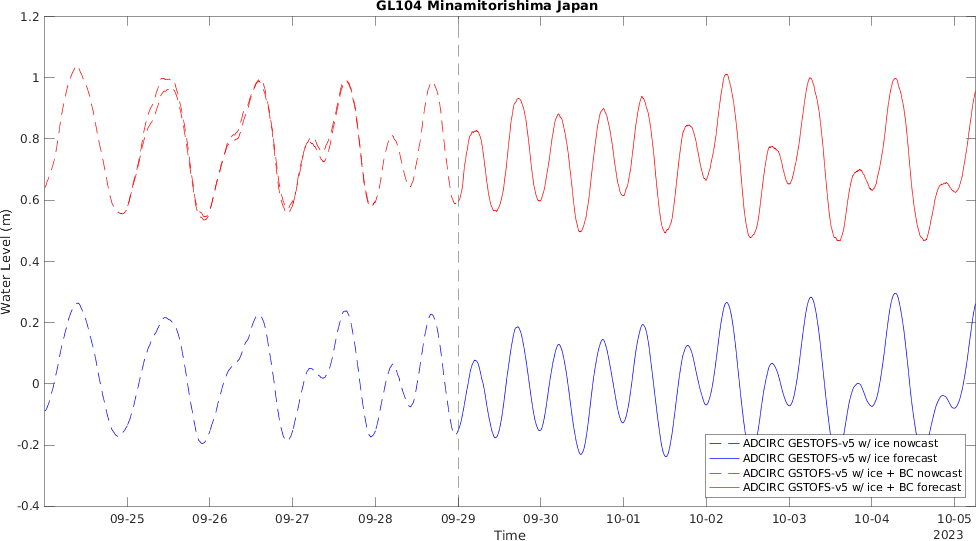 GL104 Minamitorishima Japan
1.2
1
0.8
0.6
0.4
0.2
0
-0.2
-0.4
Water Level (m)
ADCIRC GESTOFS-v5 w/ ice nowcast
ADCIRC GESTOFS-v5 w/ ice forecast
ADCIRC GSTOFS-v5 w/ ice + BC nowcast
ADCIRC GSTOFS-v5 w/ ice + BC forecast
09-25 09-26 09-27 09-28 09-29 09-30 10-01 10-02 10-03 10-04 10-05
Time
2023